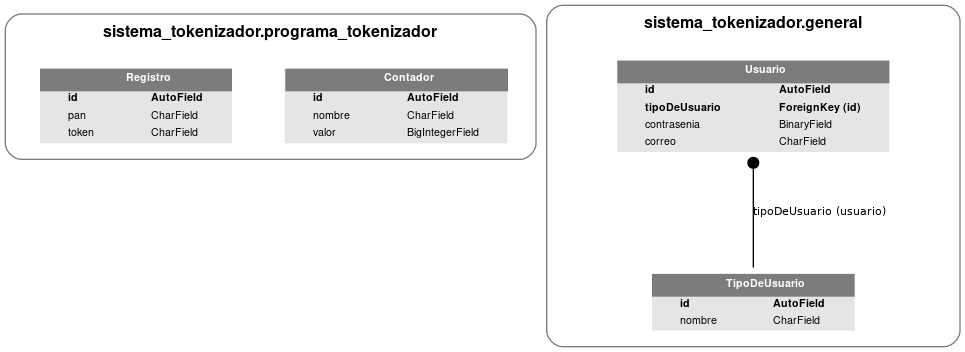 sistema_tokenizador.programa_tokenizador
Registro
id AutoField
pan CharField
token CharField
Contador
id AutoField
nombre CharField
valor BigIntegerField
sistema_tokenizador.general
Usuario
id AutoField
tipoDeUsuario ForeignKey (id)
contrasenia BinaryField
correo CharField
tipoDeUsuario (usuario)
TipoDeUsuario
id AutoField
nombre CharField